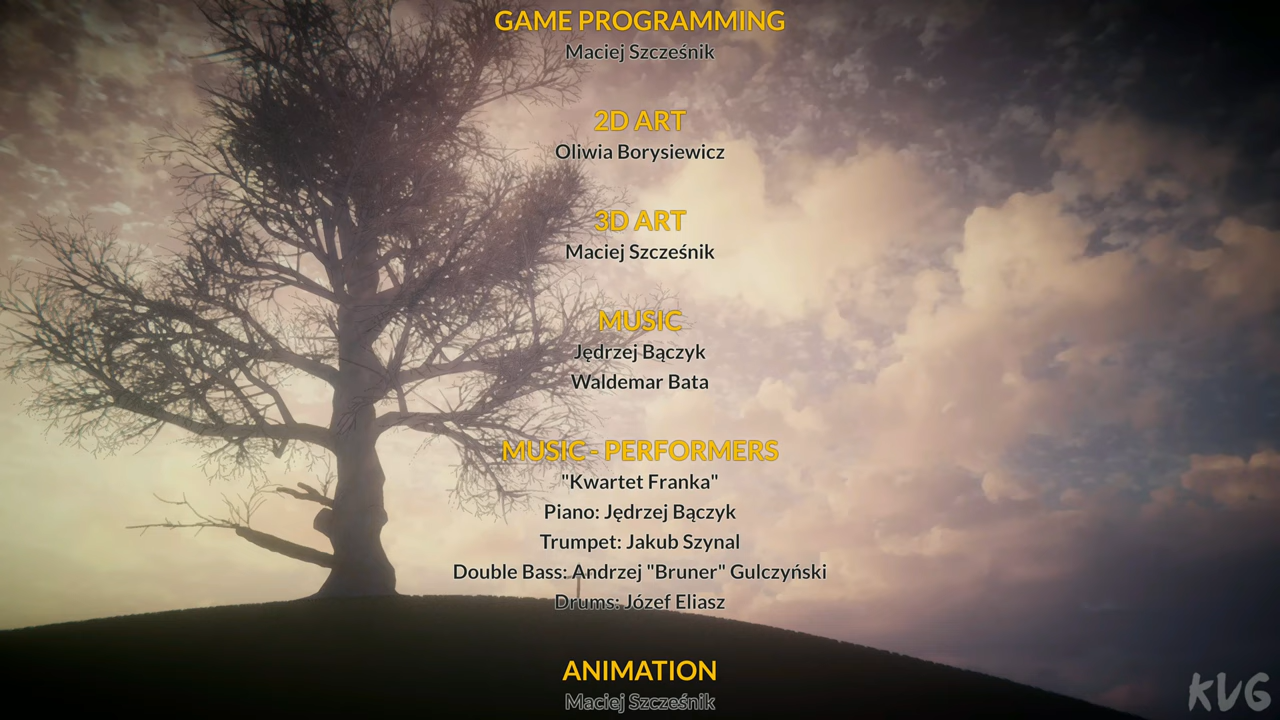 GAME PROGRAMMING
Maciej Szcześnik
2D ART
Oliwia Borysiewicz
3D ART
Maciej Szcześnik
MUSIC
Jędrzej Bączyk
Waldemar Bata
MUSIC - PERFORMERS
"Kwartet Franka"
Piano: Jędrzej Bączyk
Trumpet: Jakub Szynal
Double Bass: Andrzej "Bruner" Gulczyński
Drums: Józef Eliasz
ANIMATION
Maciej Szcześnik
KVG